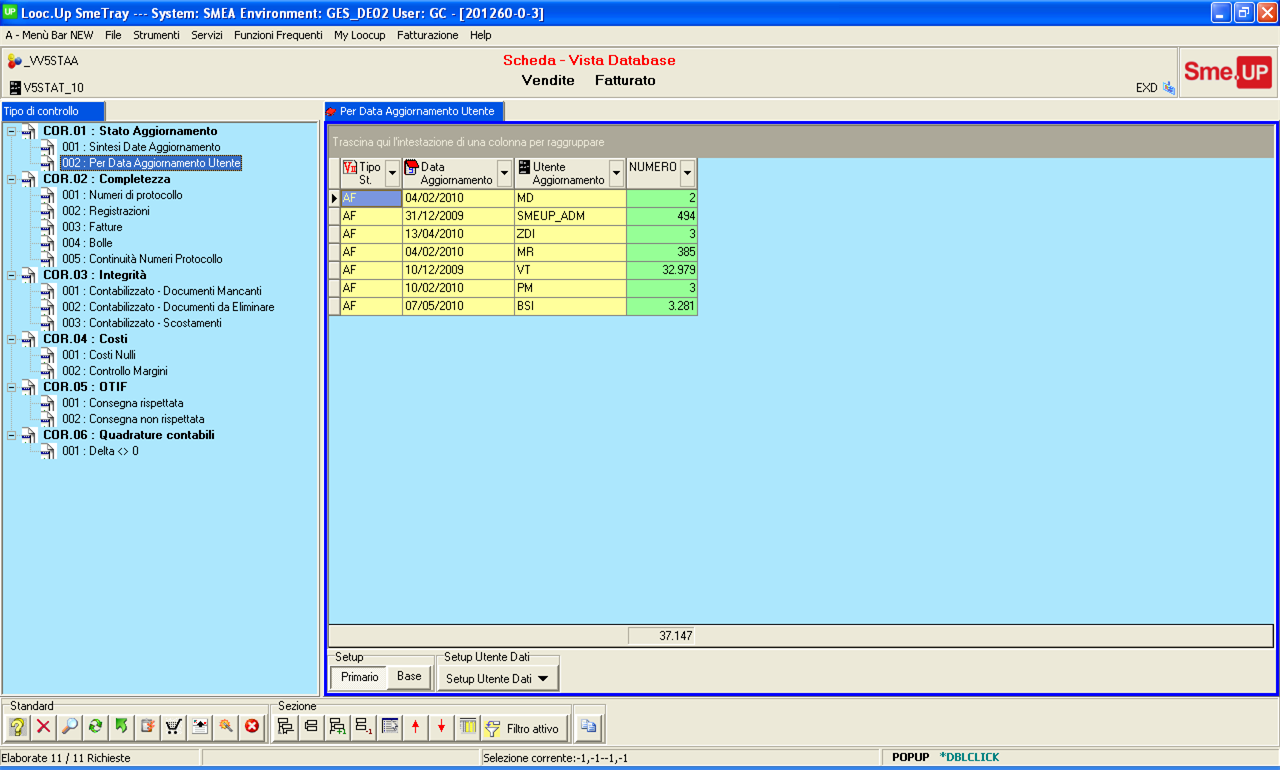 UP Looc.Up SmeTray --- System: SMEA Environment: GES_DE02 User: GC - [201260-0-3]
A - Menù Bar NEW File Strumenti Servizi Funzioni Frequenti My Loocup Fatturazione Help
_VV5STAA
Scheda - Vista Database
Vendite Fatturato
V5STAT_10
EXD
Sme.UP
Tipo di controllo
Per Data Aggiornamento Utente
COR.01 : Stato Aggiornamento
001 : Sintesi Date Aggiornamento
002 : Per Data Aggiornamento Utente
COR.02 : Completezza
001 : Numeri di protocollo
002 : Registrazioni
003 : Fatture
004 : Bolle
005 : Continuità Numeri Protocollo
COR.03 : Integrità
001 : Contabilizzato - Documenti Mancanti
002 : Contabilizzato - Documenti da Eliminare
003 : Contabilizzato - Scostamenti
COR.04 : Costi
001 : Costi Nulli
002 : Controllo Margini
COR.05 : OTIF
001 : Consegna rispettata
002 : Consegna non rispettata
COR.06 : Quadrature contabili
001 : Delta <> 0
Trascina qui l'intestazione di una colonna per raggruppare
Tipo St. Data Aggiornamento Utente Aggiornamento NUMERO
AF 04/02/2010 MD 2
AF 31/12/2009 SMEUP_ADM 494
AF 13/04/2010 ZDI 3
AF 04/02/2010 MR 385
AF 10/12/2009 VT 32.979
AF 10/02/2010 PM 3
AF 07/05/2010 BSI 3.281
37.147
Setup Setup Utente Dati
Primario Base Setup Utente Dati
Standard Sezione
Filtro attivo
Elaborate 11 / 11 Richieste Selezione corrente:-1,-1--1,-1 POPUP *DBLCLICK